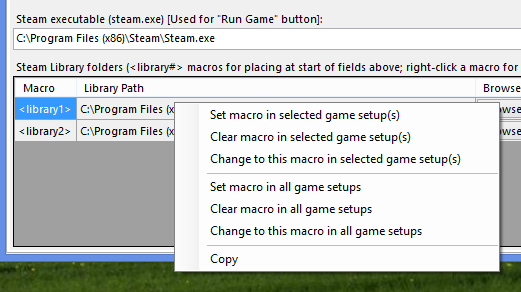 Steam executable (steam.exe) [Used for "Run Game" button]:
C:\Program Files (x86)\Steam\Steam.exe
Steam Library folders (<library#> macros for placing at start of fields above; right-click a macro for
Macro Library Path Browse
<library1> C:\Program Files (x
<library2> C:\Program Files (x
Set macro in selected game setup(s)
Clear macro in selected game setup(s)
Change to this macro in selected game setup(s)
Set macro in all game setups
Clear macro in all game setups
Change to this macro in all game setups
Copy